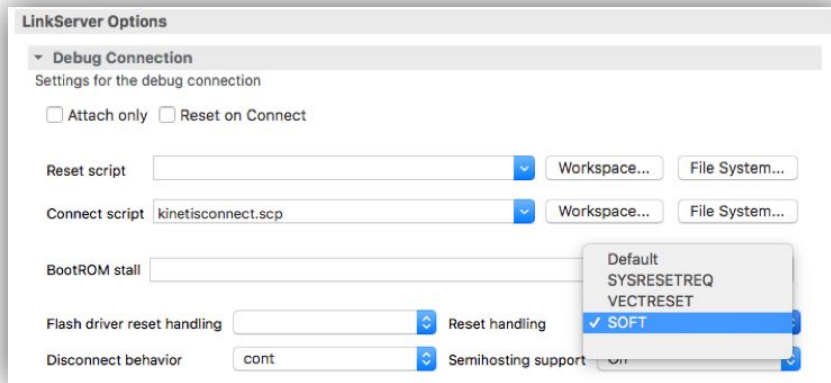 LinkServer Options
Debug Connection
Settings for the debug connection
Attach only Reset on Connect
Reset script Workspace... File System...
Connect script kinetisconnect.scp Workspace... File System...
BootROM stall
Default
SYSRESETREQ
VECTRESET
Flash driver reset handling Reset handling ✓ SOFT
Disconnect behavior cont Semihosting support On